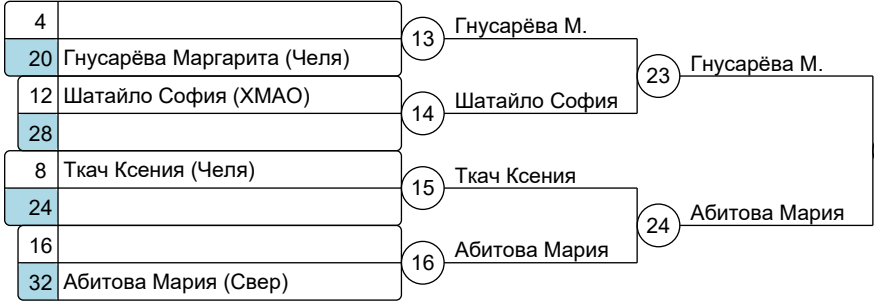 4
20 Гнусарёва Маргарита (Челя)
12 Шатайло София (ХМАО)
28
8 Ткач Ксения (Челя)
24
16
32 Абитова Мария (Свер)
13 Гнусарёва М.
14 Шатайло София
15 Ткач Ксения
16 Абитова Мария
23 Гнусарёва М.
24 Абитова Мария